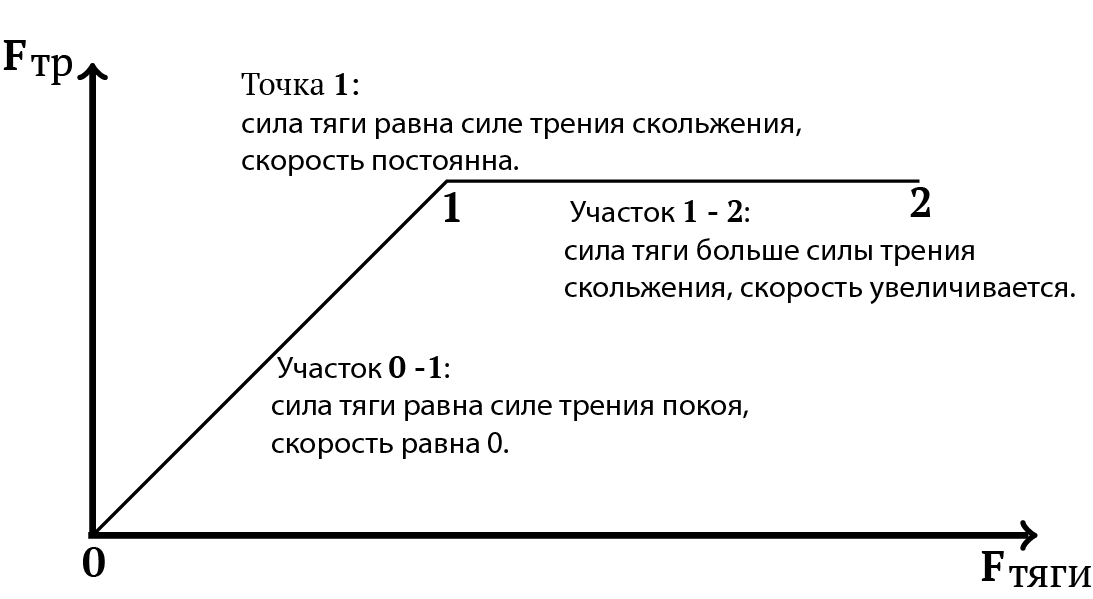 Fтр
Точка 1:
сила тяги равна силе трения скольжения,
скорость постоянна.
1
2
Участок 1 - 2:
сила тяги больше силы трения
скольжения, скорость увеличивается.
Участок 0 -1:
сила тяги равна силе трения покоя,
скорость равна 0.
0
Fтяги